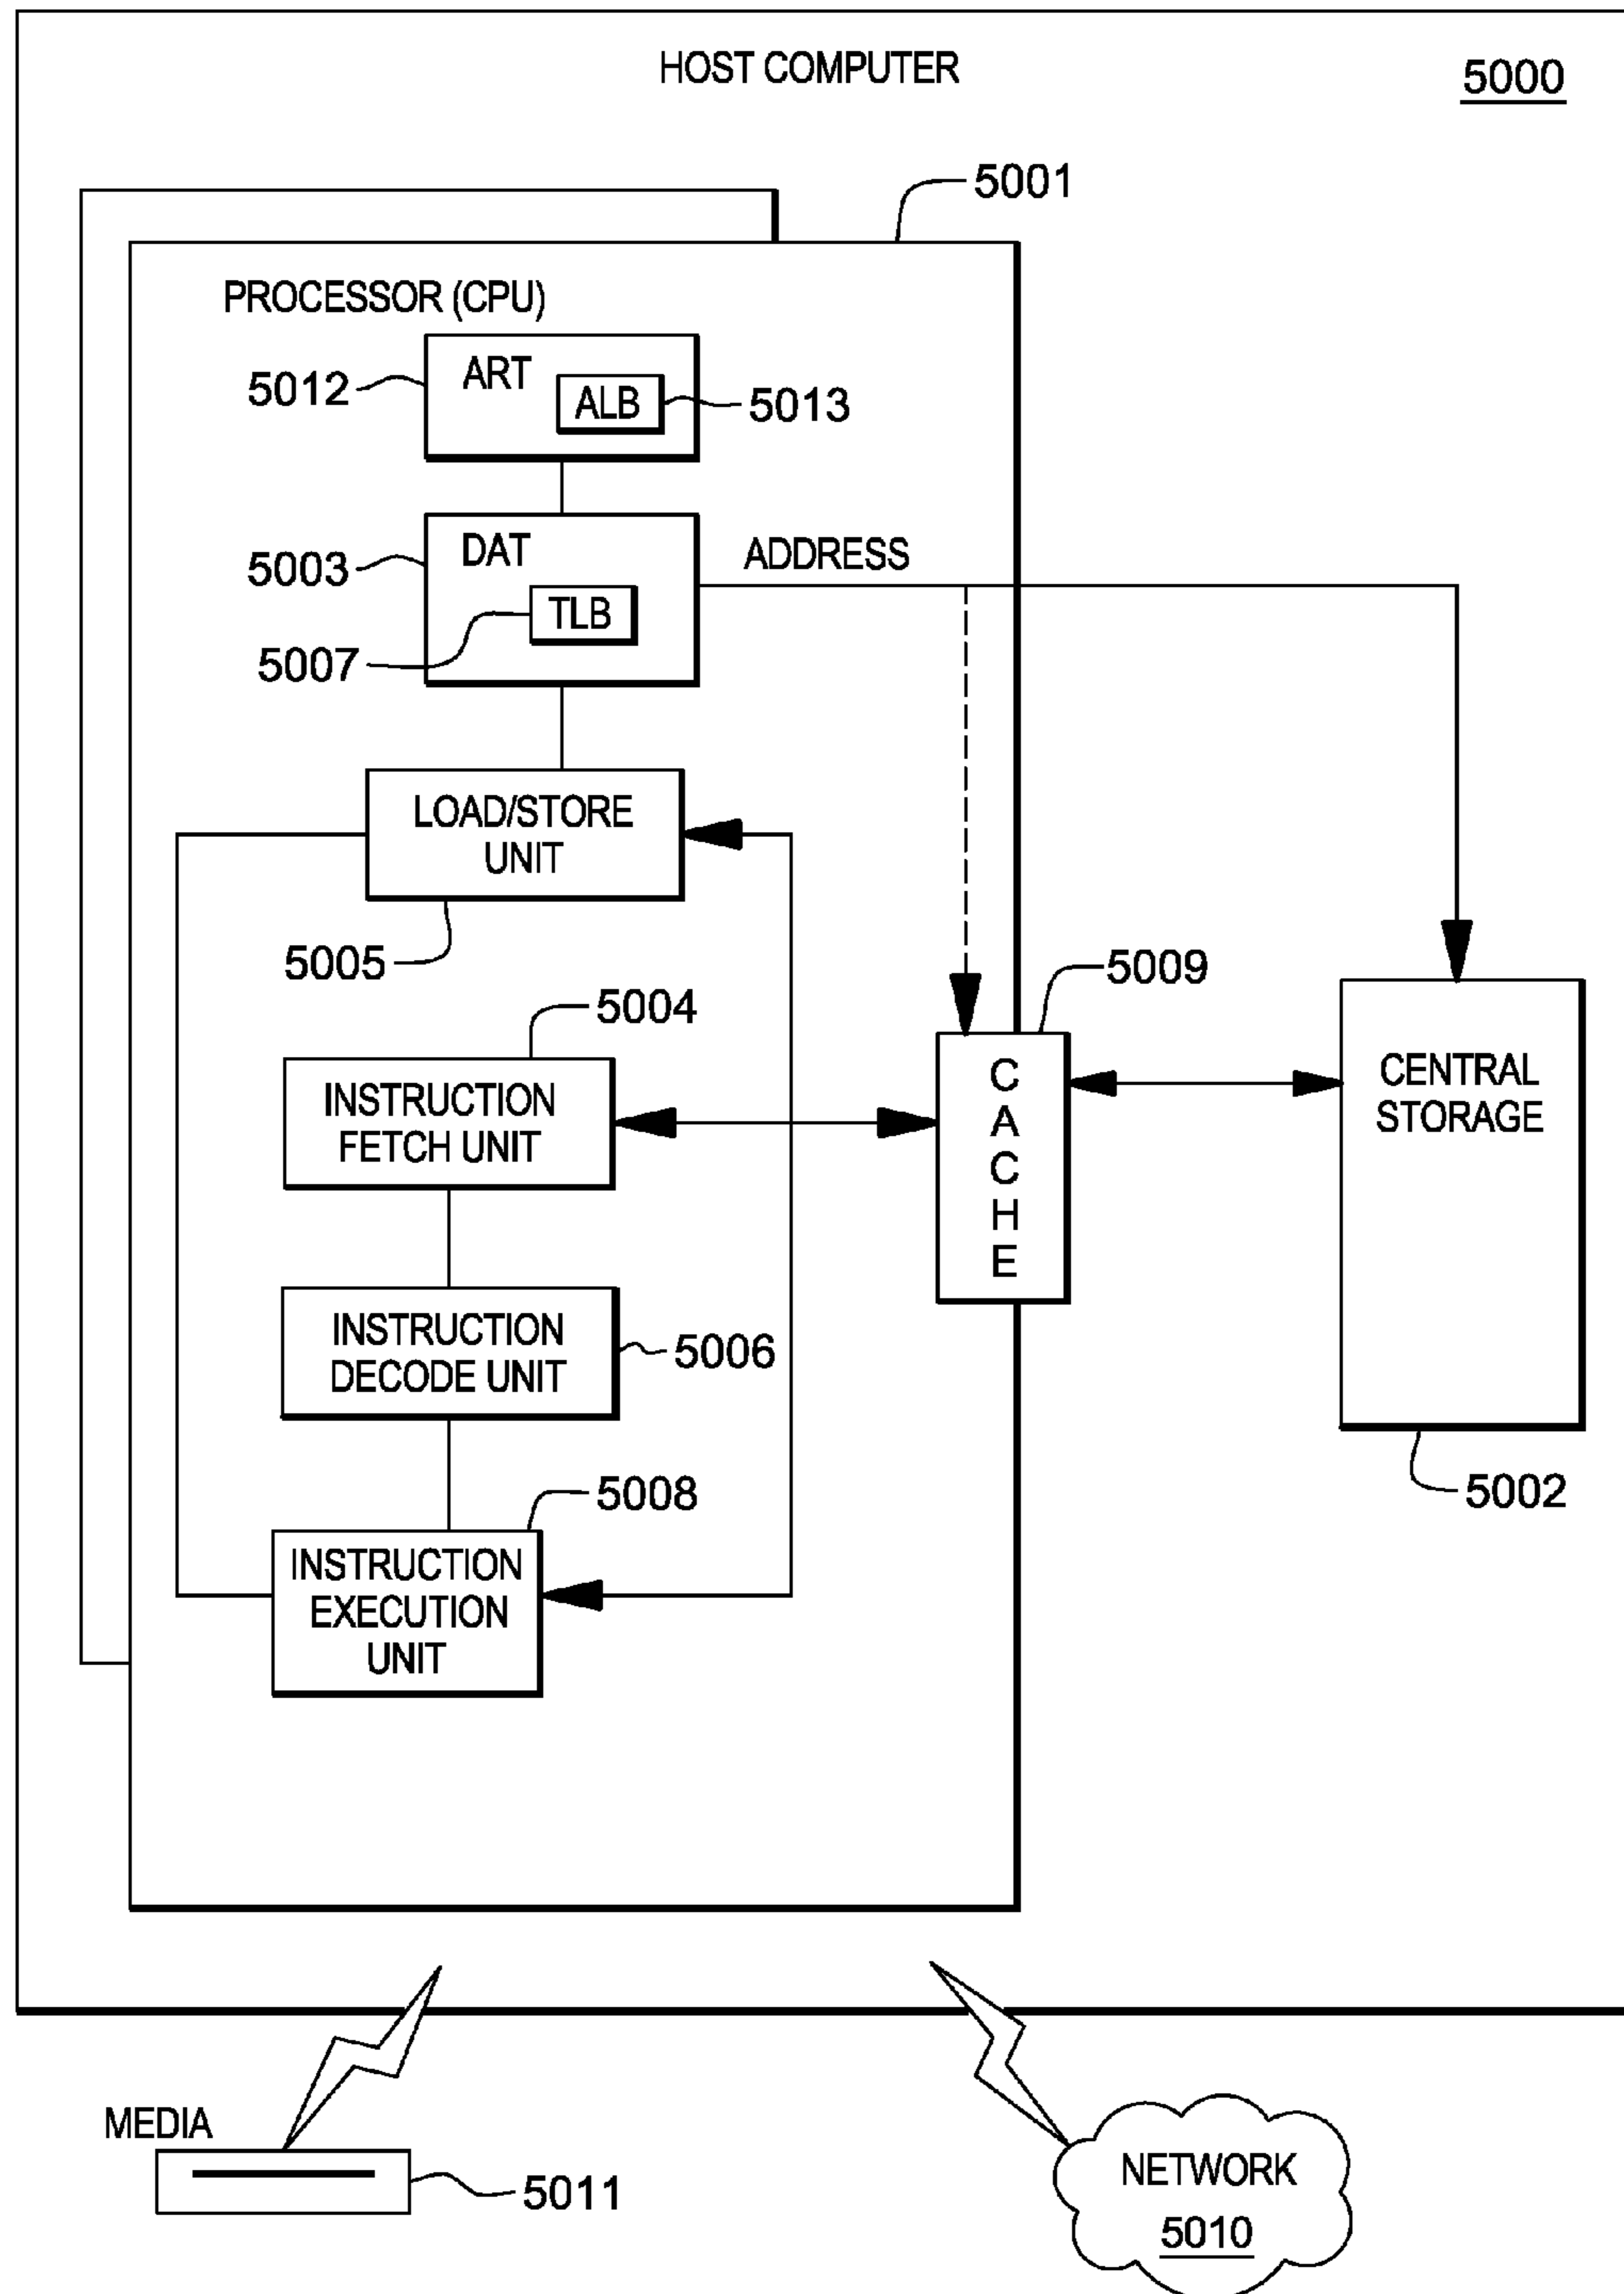 HOST COMPUTER
5000
5001
PROCESSOR (CPU)
ART
5012
ALB
5013
DAT
ADDRESS
5003
TLB
5007
LOAD/STORE
UNIT
5005
5009
5004
C
A
C
H
E
CENTRAL
STORAGE
INSTRUCTION
FETCH UNIT
INSTRUCTION
DECODE UNIT
5006
5002
5008
INSTRUCTION
EXECUTION
UNIT
MEDIA
5011
NETWORK
5010